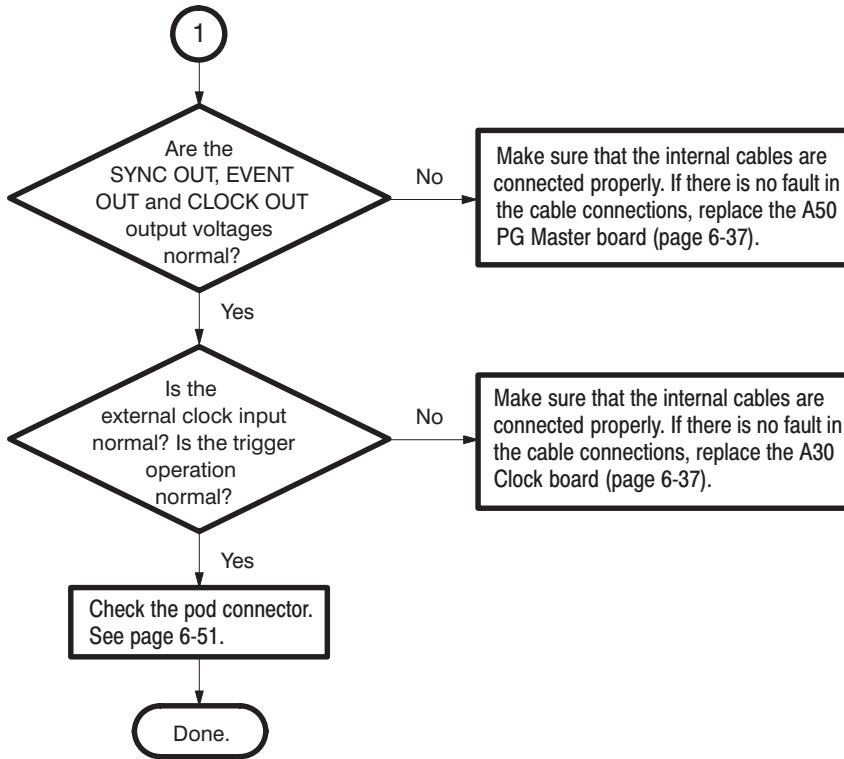 1
Are the
SYNC OUT, EVENT
OUT and CLOCK OUT
output voltages
normal?
No
Make sure that the internal cables are
connected properly. If there is no fault in
the cable connections, replace the A50
PG Master board (page 6-37).
Yes
Is the
external clock input
normal? Is the trigger
operation
normal?
No
Make sure that the internal cables are
connected properly. If there is no fault in
the cable connections, replace the A30
Clock board (page 6-37).
Yes
Check the pod connector.
See page 6-51.
Done.